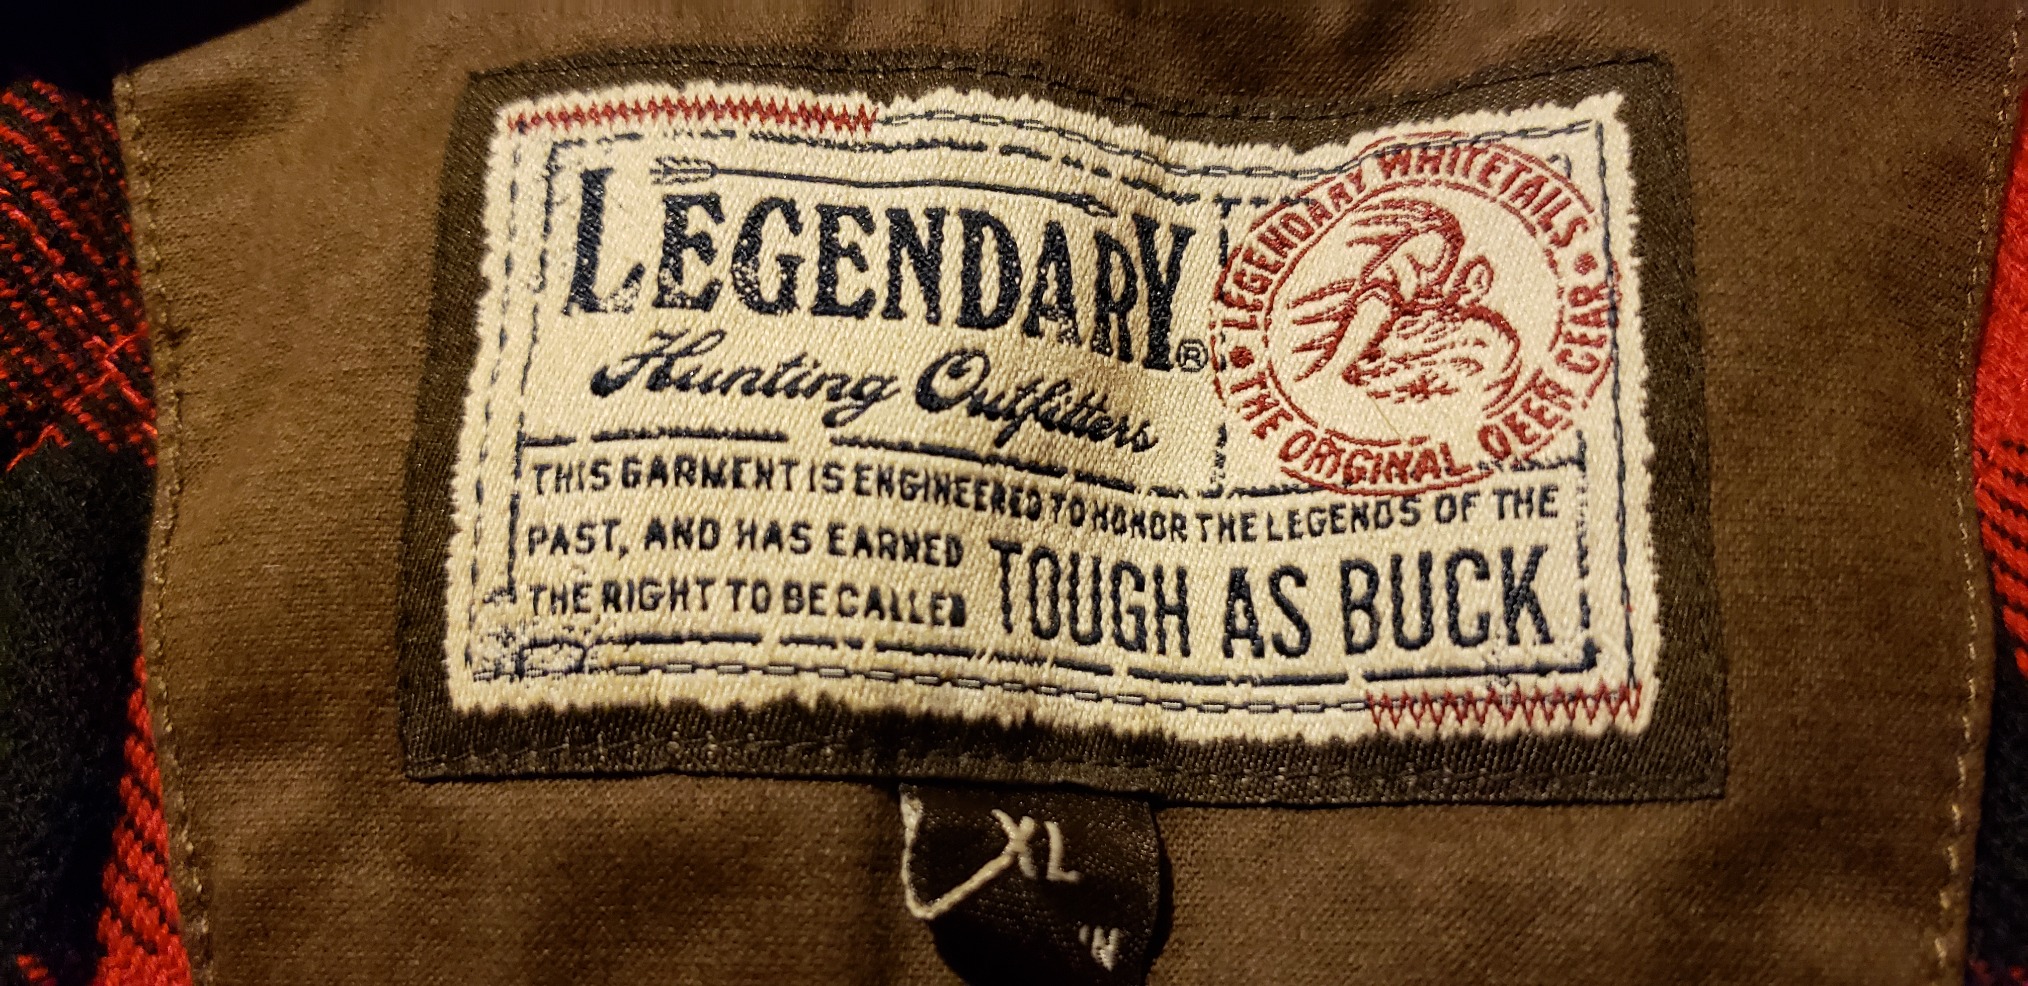 LEGENDARY®
Hunting Outfitters
LEGENDARY WHITETAILS
• THE ORIGINAL DEER GEAR •
THIS GARMENT IS ENGINEERED TO HONOR THE LEGENDS OF THE
PAST, AND HAS EARNED
THE RIGHT TO BE CALLED TOUGH AS BUCK
XL